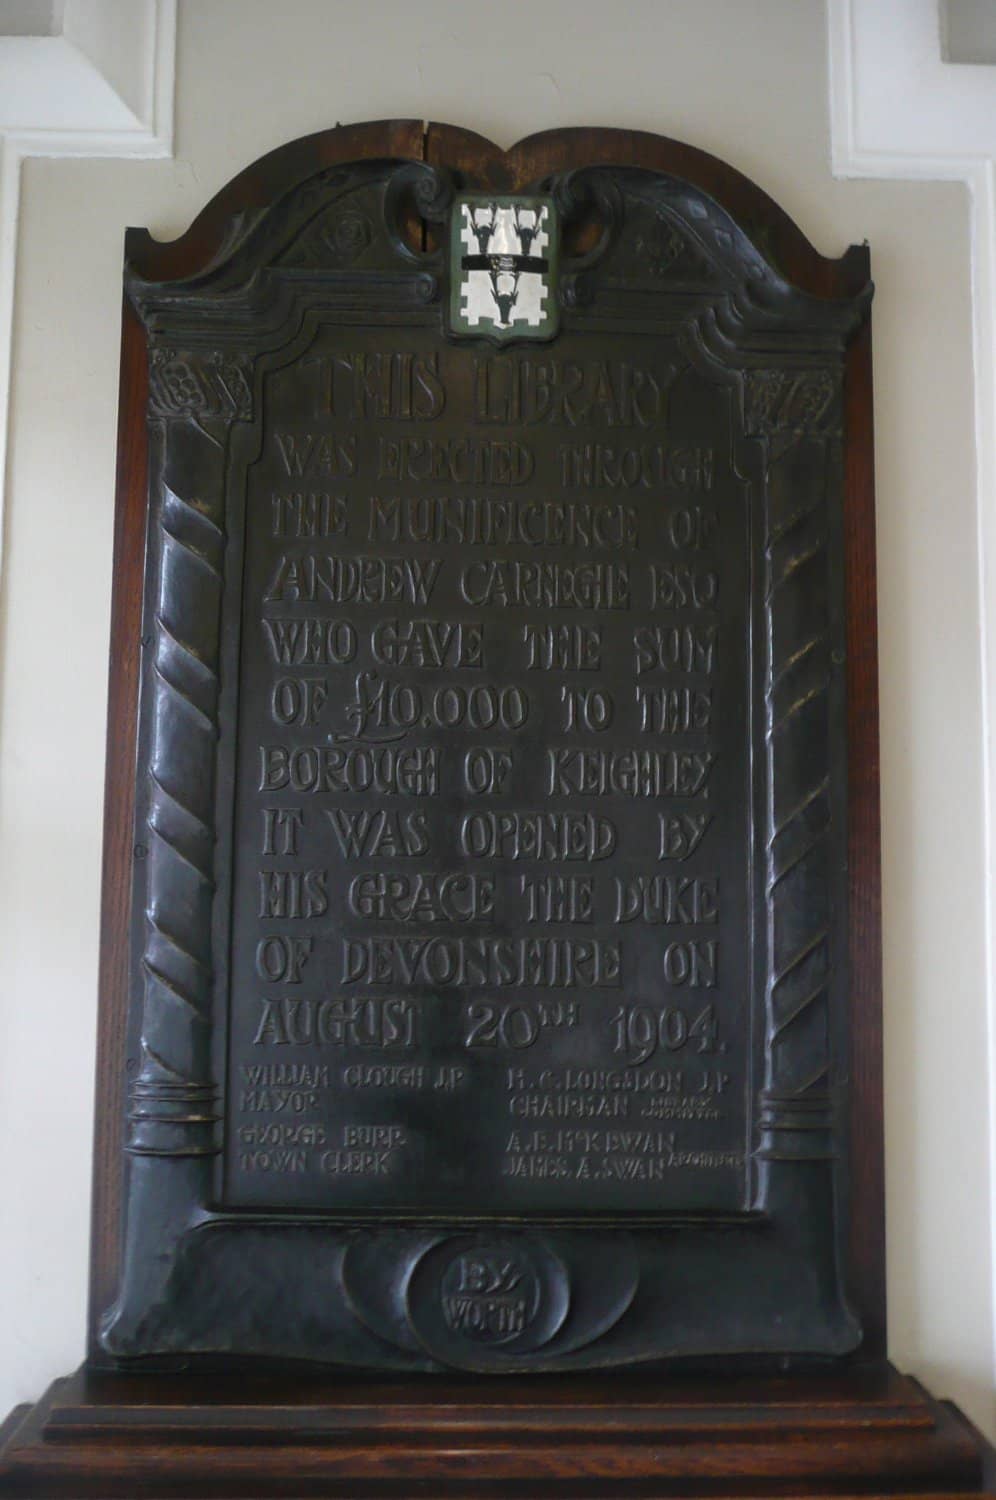 THIS LIBRARY
WAS ERECTED THROUGH
THE MUNIFICENCE OF
ANDREW CARNEGIE ESQ
WHO GAVE THE SUM
OF £10,000 TO THE
BOROUGH OF KEIGHLEY
IT WAS OPENED BY
HIS GRACE THE DUKE
OF DEVONSHIRE ON
AUGUST 20TH 1904.
WILLIAM CLOUGH J.P
MAYOR
GEORGE BURR
TOWN CLERK
H. C. LONGSDON J.P
CHAIRMAN LIBRARY COMMITTEE
A. B. McKEWAN
JAMES A. SWAN ARCHITECTS
BY
WORTH